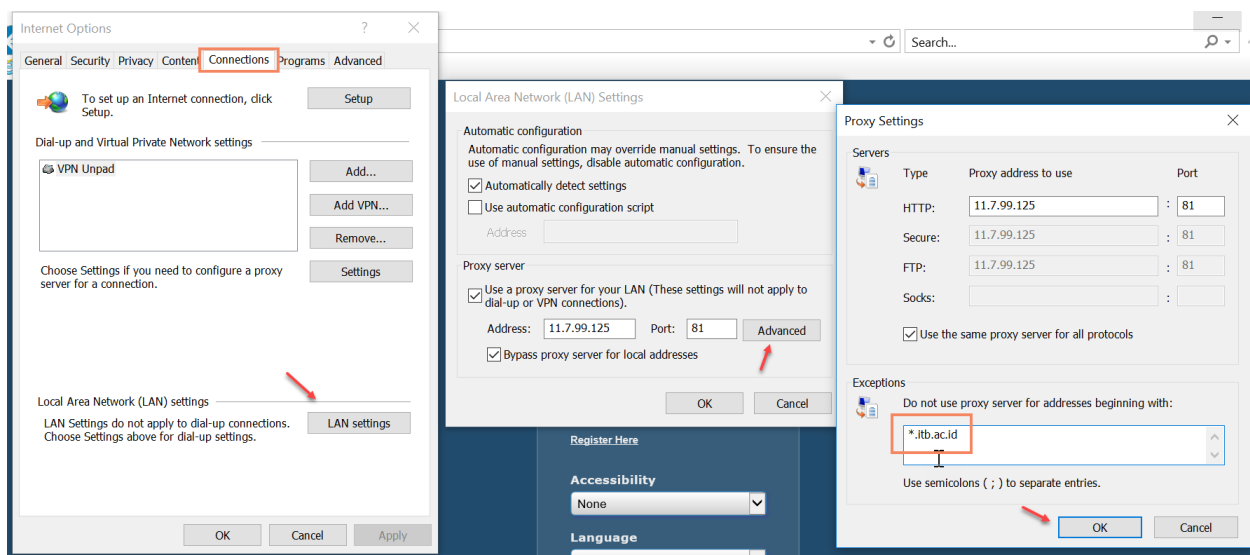 Internet Options
General Security Privacy Content Connections Programs Advanced
To set up an Internet connection, click
Setup.
Setup
Dial-up and Virtual Private Network settings
VPN Unpad
Add...
Add VPN...
Remove...
Choose Settings if you need to configure a proxy
server for a connection.
Settings
Local Area Network (LAN) settings
LAN Settings do not apply to dial-up connections.
Choose Settings above for dial-up settings.
LAN settings
OK Cancel Apply
Search...
Local Area Network (LAN) Settings
Automatic configuration
Automatic configuration may override manual settings. To ensure the
use of manual settings, disable automatic configuration.
Automatically detect settings
Use automatic configuration script
Address
Proxy server
Use a proxy server for your LAN (These settings will not apply to
dial-up or VPN connections).
Address: 11.7.99.125 Port: 81 Advanced
Bypass proxy server for local addresses
OK Cancel
Register Here
Accessibility
None
Language
Proxy Settings
Servers
Type Proxy address to use Port
HTTP: 11.7.99.125 : 81
Secure: 11.7.99.125 : 81
FTP: 11.7.99.125 : 81
Socks: :
Use the same proxy server for all protocols
Exceptions
Do not use proxy server for addresses beginning with:
*.itb.ac.id
Use semicolons ( ; ) to separate entries.
OK Cancel